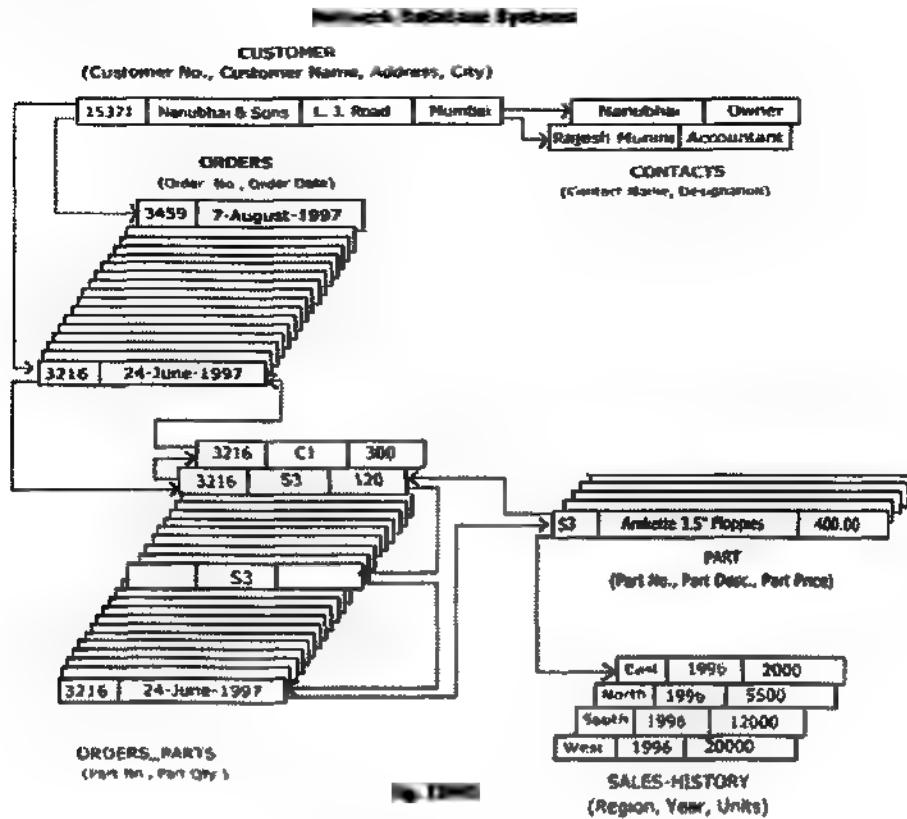 Network Database Systems
CUSTOMER
(Customer No., Customer Name, Address, City)
Nanubhai & Sons L. J. Road Mumbai
Nanubhai Owner
Accountant
ORDERS
(Order No., Order Date)
CONTACTS
(Contact Name, Designation)
3459 7-August-1997
3216 24-June-1997
3216 C1 300
3216 S3 120
S3 400.00
S3
PART
(Part No., Part Desc., Part Price)
3216 24-June-1997
East 1996 2000
North 1996 5500
South 1996 12000
West 1996 20000
ORDERS_PARTS
(Part No., Part Qty.)
SALES-HISTORY
(Region, Year, Units)